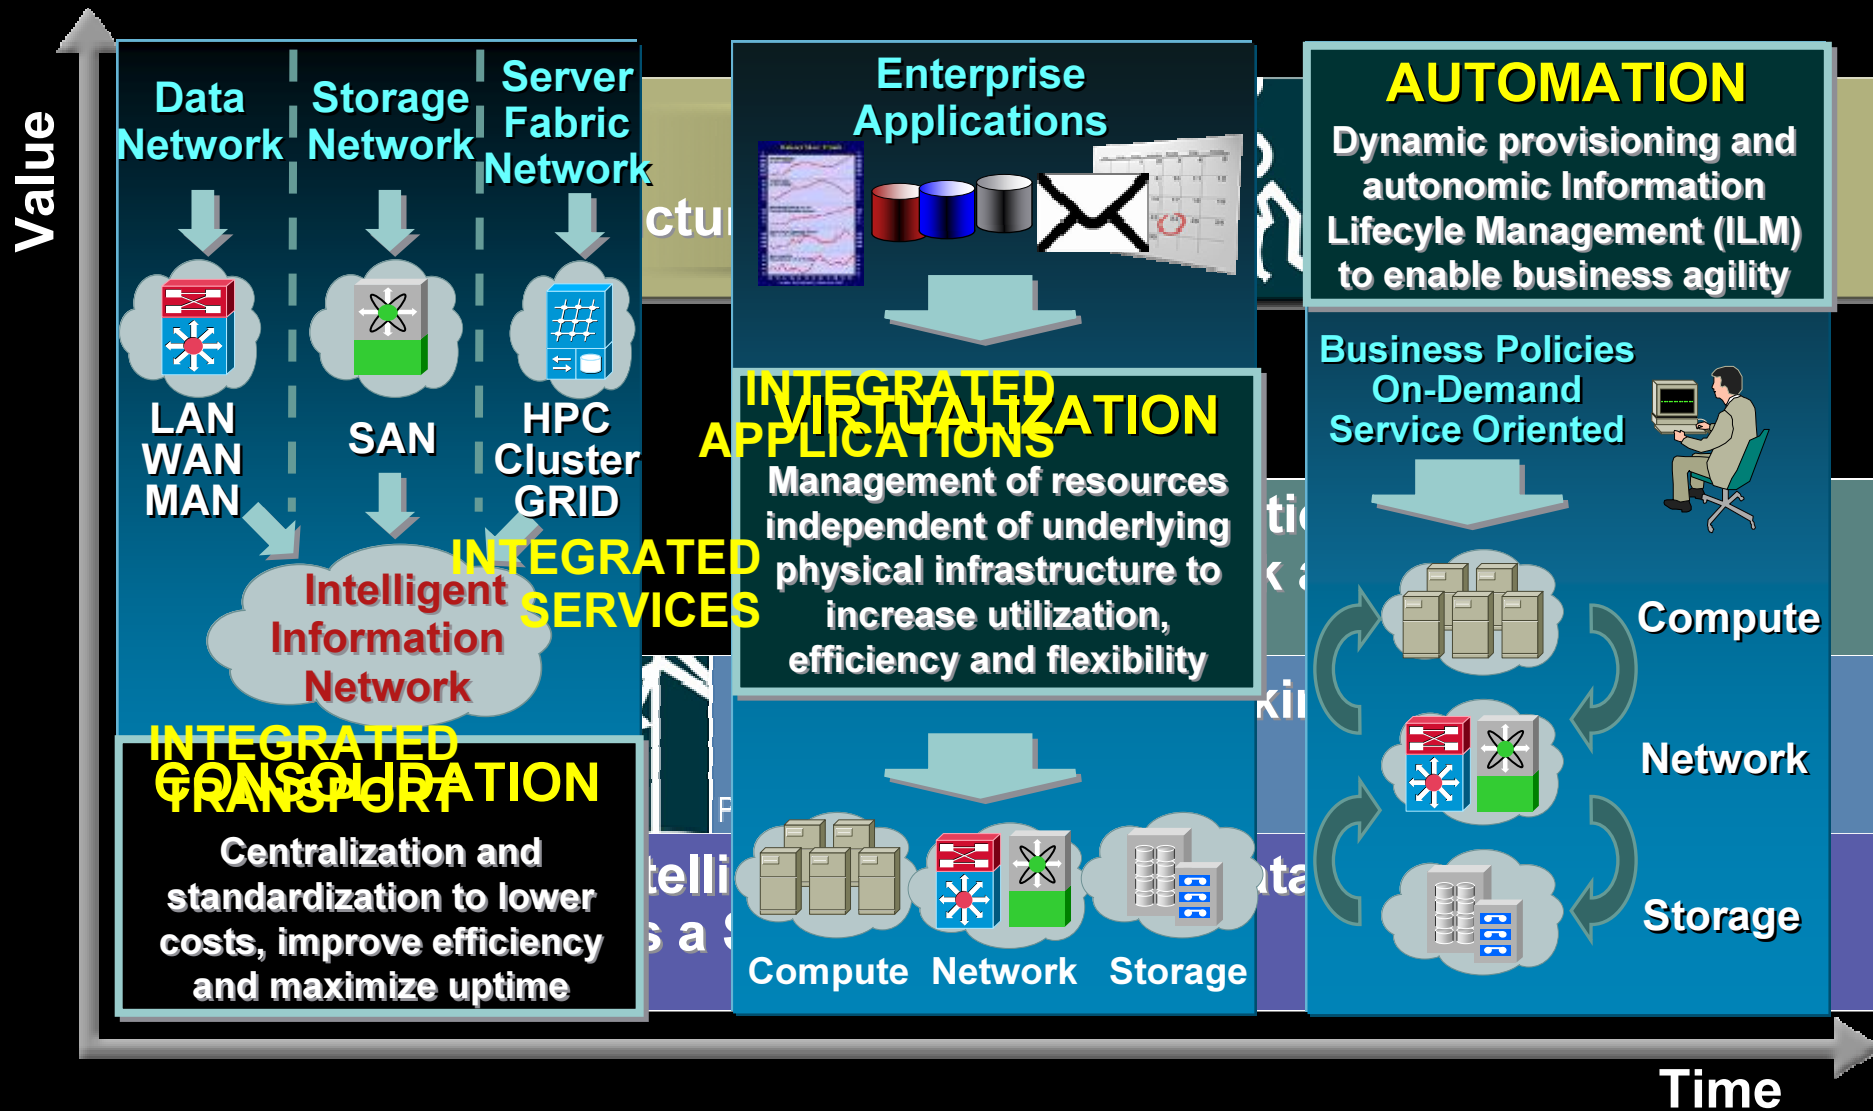 Value
Data
Network
Storage
Network
Server
Fabric
Network
LAN
WAN
MAN
SAN
HPC
Cluster
GRID
Intelligent
Information
Network
INTEGRATED
SERVICES
INTEGRATED
TRANSPORT
CONSOLIDATION
Centralization and
standardization to lower
costs, improve efficiency
and maximize uptime
Enterprise
Applications
INTEGRATED
APPLICATIONS
VIRTUALIZATION
Management of resources
independent of underlying
physical infrastructure to
increase utilization,
efficiency and flexibility
Compute
Network
Storage
AUTOMATION
Dynamic provisioning and
autonomic Information
Lifecyle Management (ILM)
to enable business agility
Business Policies
On-Demand
Service Oriented
Compute
Network
Storage
Time